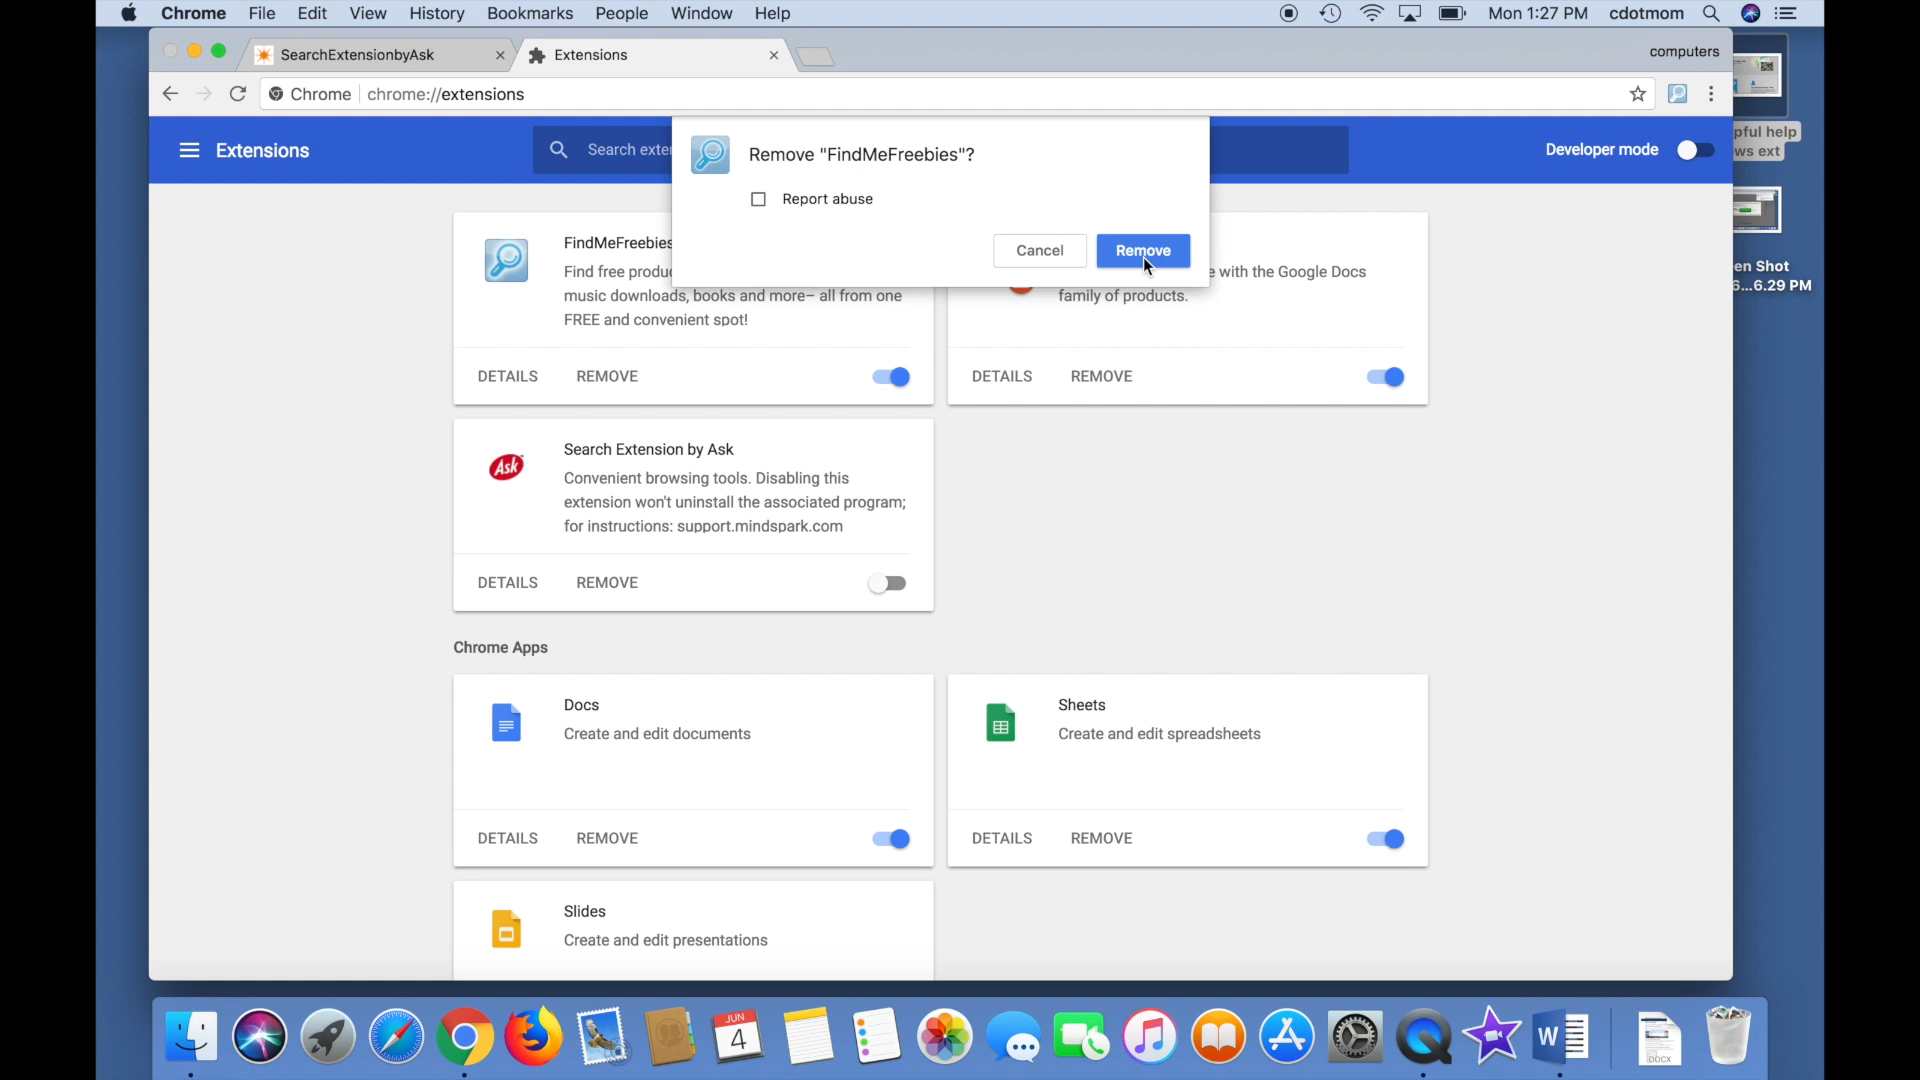 Chrome File Edit View History Bookmarks People Window Help Mon 1:27 PM cdotmom
SearchExtensionbyAsk Extensions computers
Chrome chrome://extensions
Extensions Search exte Developer mode
Remove "FindMeFreebies"?
Report abuse
Cancel Remove
FindMeFreebies
Find free produ
music downloads, books and more– all from one
FREE and convenient spot!
DETAILS REMOVE
e with the Google Docs
family of products.
DETAILS REMOVE
Ask
Search Extension by Ask
Convenient browsing tools. Disabling this
extension won't uninstall the associated program;
for instructions: support.mindspark.com
DETAILS REMOVE
Chrome Apps
Docs
Create and edit documents
DETAILS REMOVE
Sheets
Create and edit spreadsheets
DETAILS REMOVE
Slides
Create and edit presentations
pful help
ws ext
en Shot
6...6.29 PM
JUN
4
W
DOCX